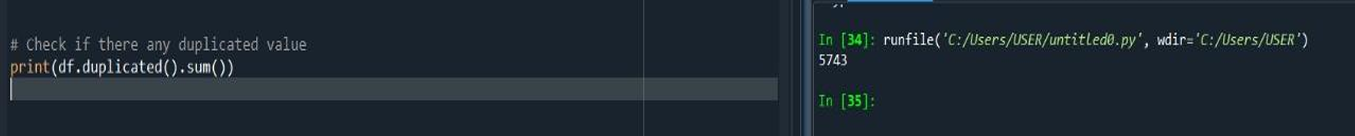 # Check if there any duplicated value
print(df.duplicated().sum())
In [34]: runfile('C:/Users/USER/untitled0.py', wdir='C:/Users/USER')
5743
In [35]: